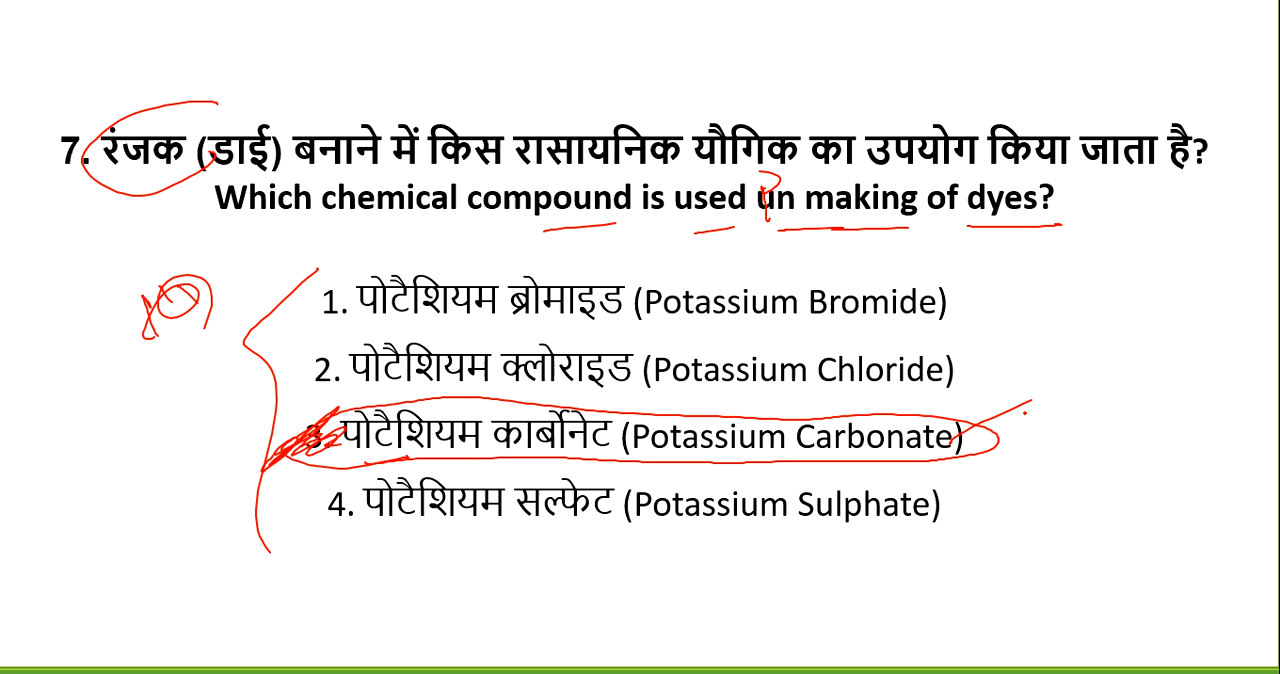 7. रंजक (डाई) बनाने में किस रासायनिक यौगिक का उपयोग किया जाता है?
Which chemical compound is used un making of dyes?
1. पोटैशियम ब्रोमाइड (Potassium Bromide)
2. पोटैशियम क्लोराइड (Potassium Chloride)
3. पोटैशियम कार्बोनेट (Potassium Carbonate)
4. पोटैशियम सल्फेट (Potassium Sulphate)